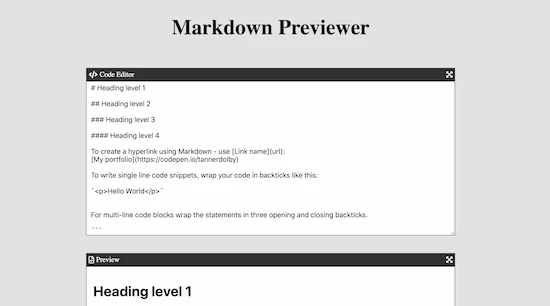 Markdown Previewer
Code Editor
# Heading level 1
## Heading level 2
### Heading level 3
#### Heading level 4
To create a hyperlink using Markdown - use [Link name](url):
[My portfolio](https://codepen.io/tannerdolby)
To write single line code snippets, wrap your code in backticks like this:
`<p>Hello World</p>`
For multi-line code blocks wrap the statements in three opening and closing backticks.
```
Preview
Heading level 1